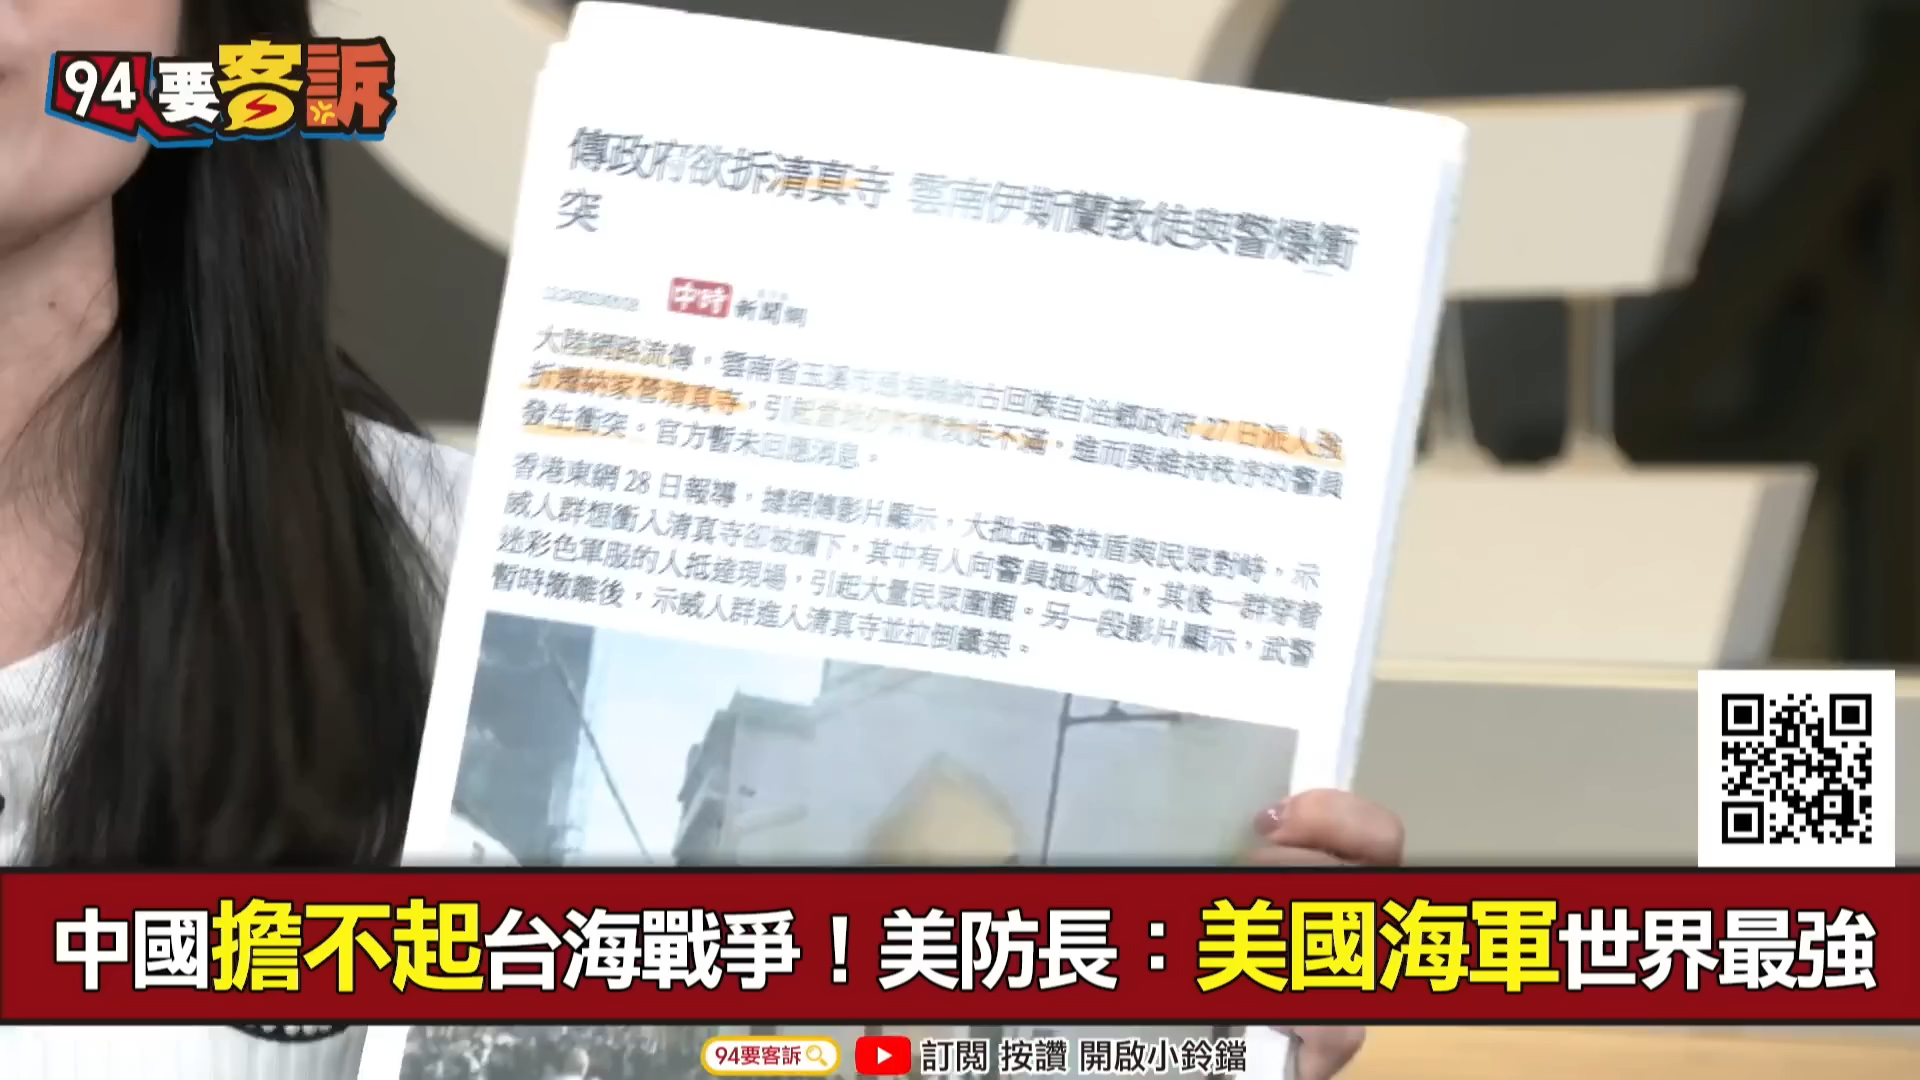 94要客訴
傳政府欲拆清真寺 雲南伊斯蘭教徒與警爆衝
突
中時 新聞網
大陸網路流傳，雲南省玉溪市通海縣納古回族自治鄉政府 27 日派人強
拆遷納家營清真寺，引起當地伊斯蘭教徒不滿，進而與維持秩序的警員
發生衝突。官方暫未回應消息。
香港東網 28 日報導，據網傳影片顯示，大批武警持盾與民眾對峙，示
威人群想衝入清真寺卻被攔下，其中有人向警員拋水瓶，其後一群穿著
迷彩色軍服的人抵達現場，引起大量民眾圍觀。另一段影片顯示，武警
暫時撤離後，示威人群進入清真寺並拉倒鐵架。
中國擔不起台海戰爭！美防長：美國海軍世界最強
94要客訴 訂閱 按讚 開啟小鈴鐺